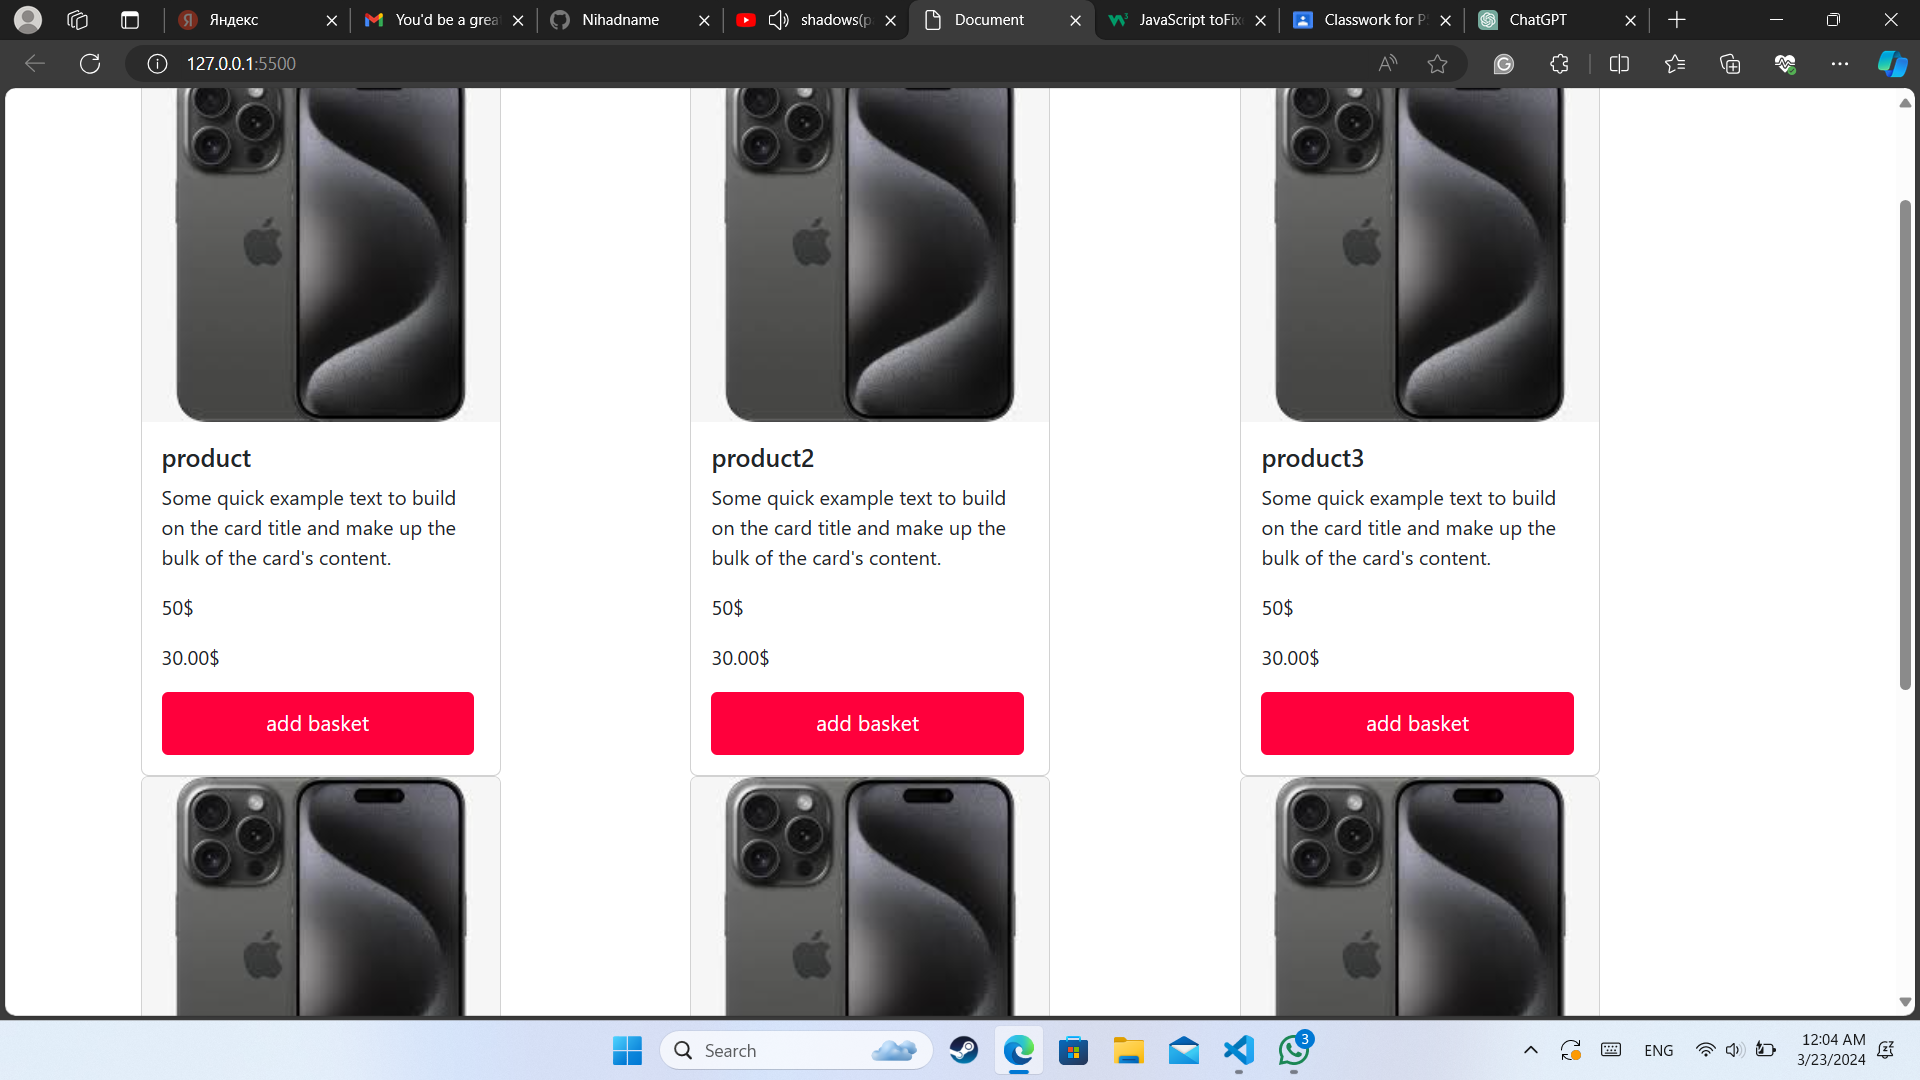 Яндекс
You'd be a grea
Nihadname
shadows(p
Document
JavaScript toFix
Classwork for P
ChatGPT
127.0.0.1:5500
product
Some quick example text to build
on the card title and make up the
bulk of the card's content.
50$
30.00$
add basket
product2
Some quick example text to build
on the card title and make up the
bulk of the card's content.
50$
30.00$
add basket
product3
Some quick example text to build
on the card title and make up the
bulk of the card's content.
50$
30.00$
add basket
Search
3
ENG
12:04 AM
3/23/2024